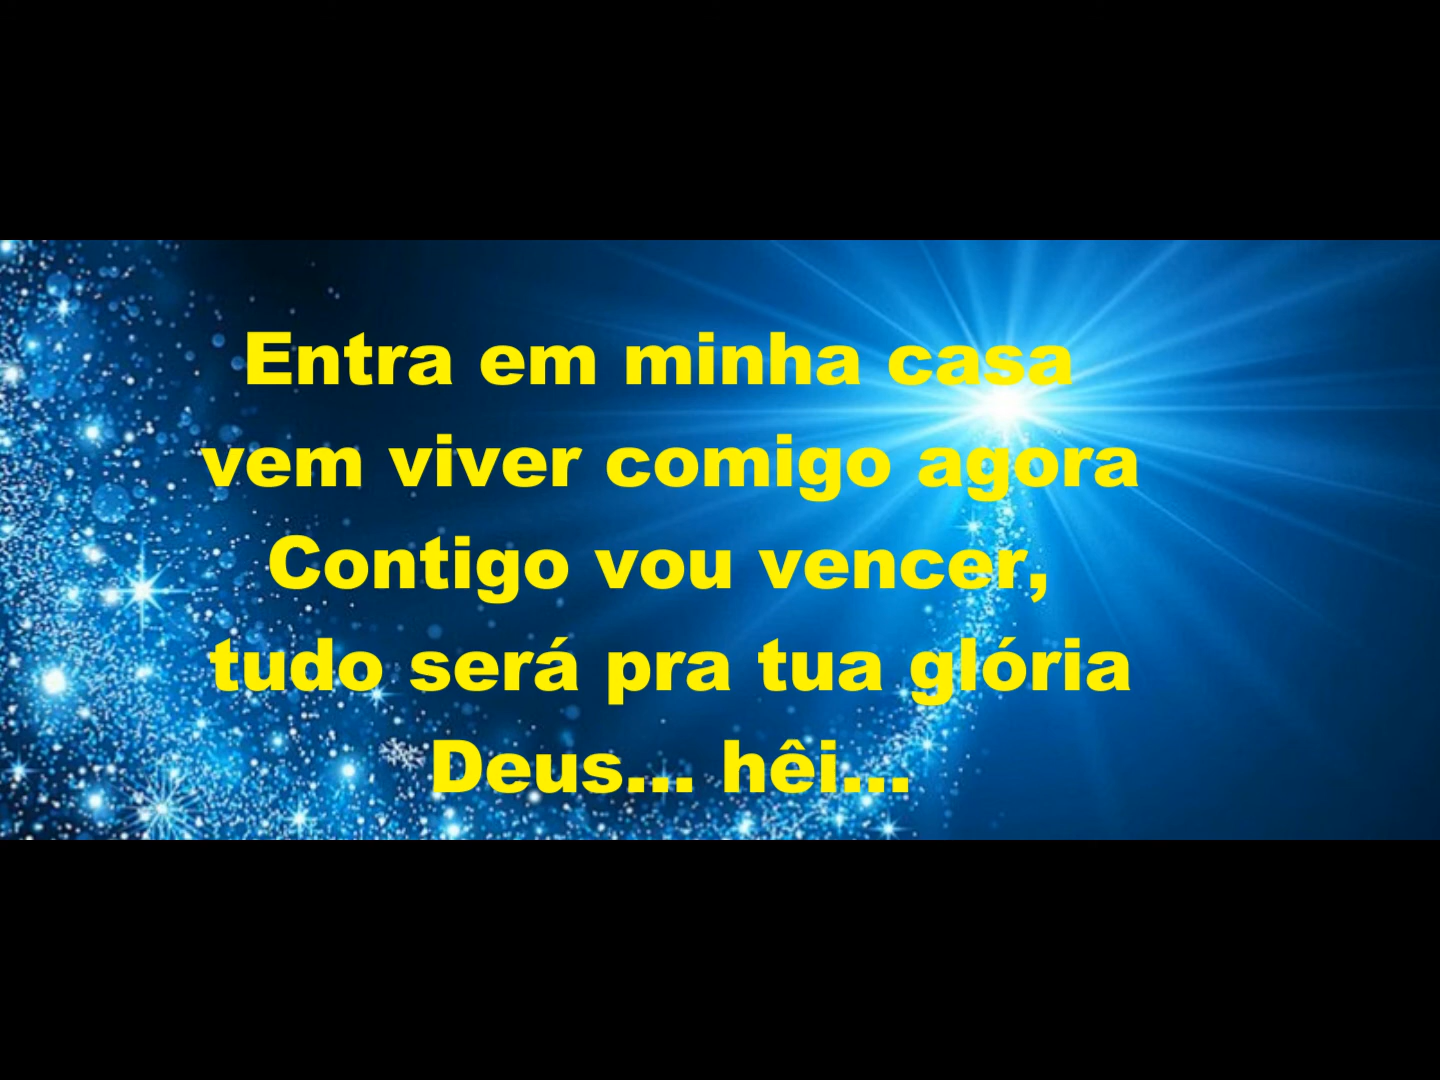 Entra em minha casa
vem viver comigo agora
Contigo vou vencer,
tudo será pra tua glória
Deus... hêi...